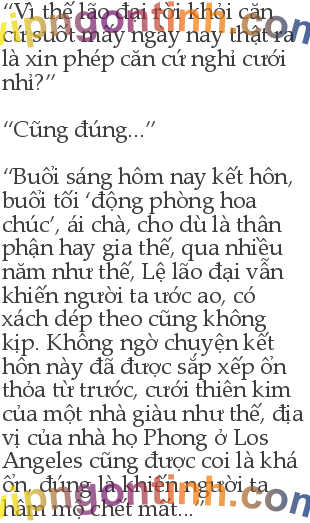 “Vì thế lão đại rời khỏi căn
cứ suốt mấy ngày nay thật ra
là xin phép căn cứ nghỉ cưới
nhỉ?”
“Cũng đúng...”
“Buổi sáng hôm nay kết hôn,
buổi tối ‘động phòng hoa
chúc’, ái chà, cho dù là thân
phận hay gia thế, qua nhiều
năm như thế, Lệ lão đại vẫn
khiến người ta ước ao, có
xách dép theo cũng không
kịp. Không ngờ chuyện kết
hôn này đã được sắp xếp ổn
thỏa từ trước, cưới thiên kim
của một nhà giàu như thế, địa
vị của nhà họ Phong ở Los
Angeles cũng được coi là khá
ổn, đúng là khiến người ta
hâm mộ chết mất...”
vipngontinh.com
vipngontinh.com